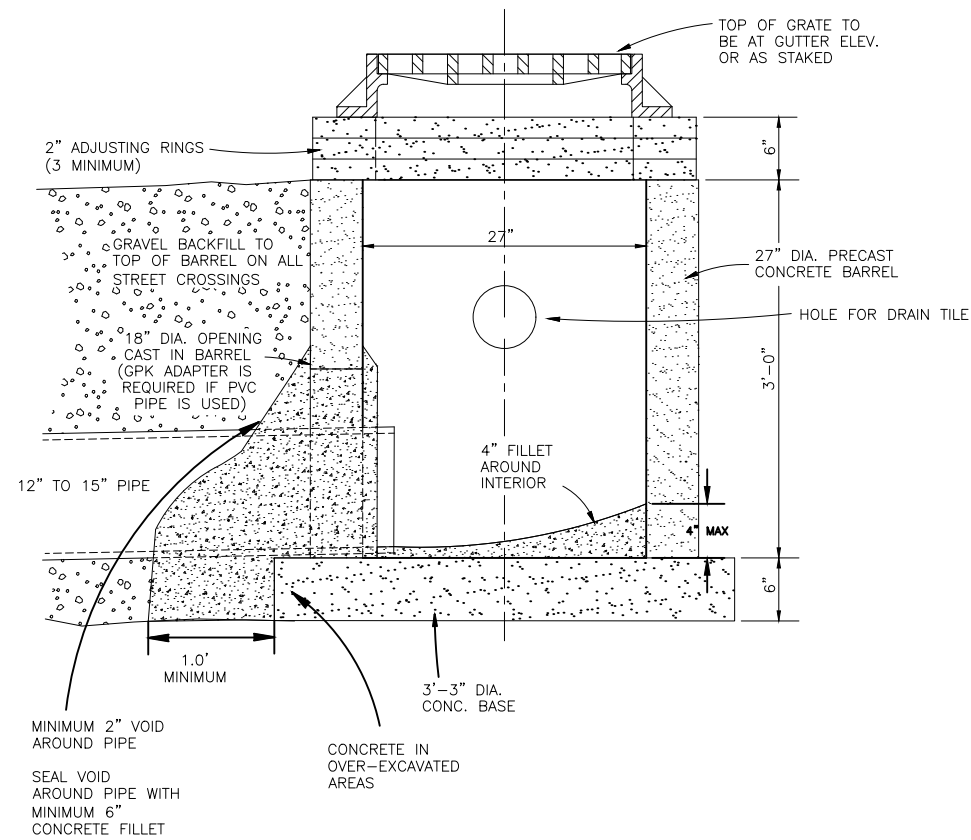 TOP OF GRATE TO
BE AT GUTTER ELEV.
OR AS STAKED
2" ADJUSTING RINGS
(3 MINIMUM)
6"
GRAVEL BACKFILL TO
TOP OF BARREL ON ALL
STREET CROSSINGS
27"
27" DIA. PRECAST
CONCRETE BARREL
HOLE FOR DRAIN TILE
18" DIA. OPENING
CAST IN BARREL
(GPK ADAPTER IS
REQUIRED IF PVC
PIPE IS USED)
3'-0"
4" FILLET
AROUND
INTERIOR
12" TO 15" PIPE
4" MAX
6"
1.0'
MINIMUM
3'-3" DIA.
CONC. BASE
MINIMUM 2" VOID
AROUND PIPE
SEAL VOID
AROUND PIPE WITH
MINIMUM 6"
CONCRETE FILLET
CONCRETE IN
OVER-EXCAVATED
AREAS